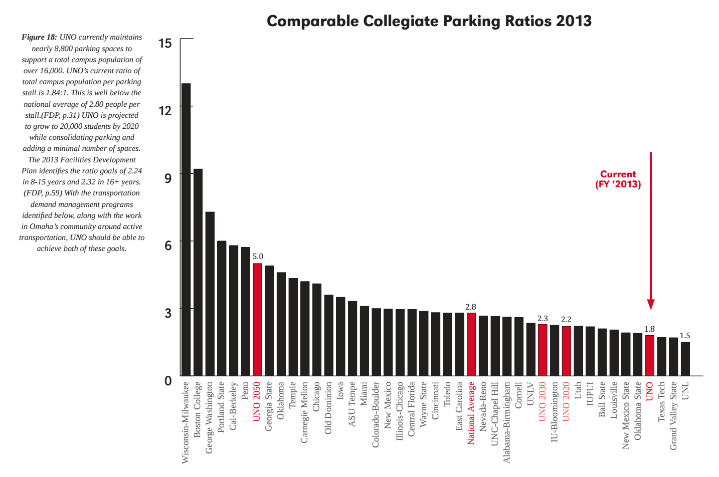 Comparable Collegiate Parking Ratios 2013
Figure 18: UNO currently maintains
nearly 8,800 parking spaces to
support a total campus population of
over 16,000. UNO's current ratio of
total campus population per parking
stall is 1.84:1. This is well below the
national average of 2.80 people per
stall.(FDP, p.31) UNO is projected
to grow to 20,000 students by 2020
while consolidating parking and
adding a minimal number of spaces.
The 2013 Facilities Development
Plan identifies the ratio goals of 2.24
in 8-15 years and 2.32 in 16+ years.
(FDP, p.59) With the transportation
demand management programs
identified below, along with the work
in Omaha's community around active
transportation, UNO should be able to
achieve both of these goals.
15
12
9
6
3
0
5.0
2.8
2.3
2.2
1.8
1.5
Current
(FY '2013)
Wisconsin-Milwaukee
Boston College
George Washington
Portland State
Cal-Berkeley
Penn
UNO 2050
Georgia State
Oklahoma
Temple
Carnegie Mellon
Chicago
Old Dominion
Iowa
ASU Tempe
Miami
Colorado-Boulder
New Mexico
Illinois-Chicago
Central Florida
Wayne State
Cincinnati
Toledo
East Carolina
National Average
Nevada-Reno
UNC-Chapel Hill
Alabama-Birmingham
Cornell
UNLV
UNO 2030
IU-Bloomington
UNO 2020
Utah
IUPUI
Ball State
Louisville
New Mexico State
Oklahoma State
UNO
Texas Tech
Grand Valley State
UNL